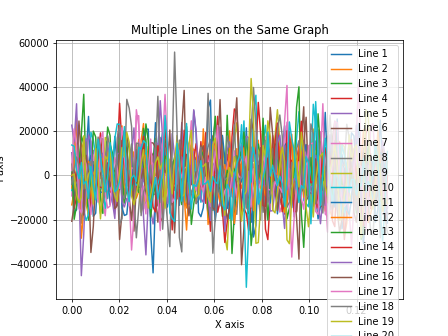 Multiple Lines on the Same Graph
60000
40000
20000
0
−20000
−40000
0.00 0.02 0.04 0.06 0.08 0.10
X axis
axis
Line 1
Line 2
Line 3
Line 4
Line 5
Line 6
Line 7
Line 8
Line 9
Line 10
Line 11
Line 12
Line 13
Line 14
Line 15
Line 16
Line 17
Line 18
Line 19
Line 20